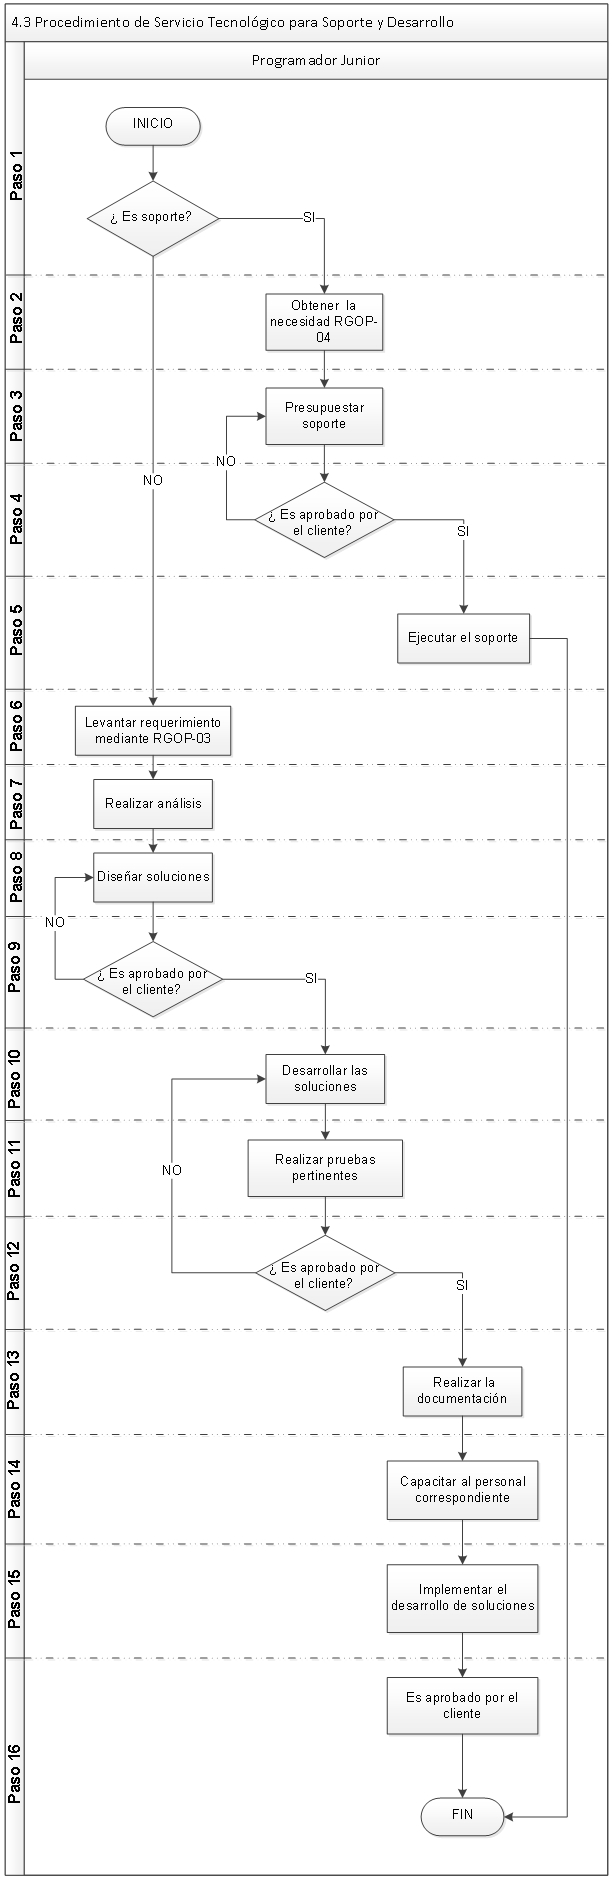 4.3 Procedimiento de Servicio Tecnológico para Soporte y Desarrollo
Programador Junior
Paso 1
INICIO
¿ Es soporte?
SI
Paso 2
Obtener la
necesidad RGOP-
04
Paso 3
Presupuestar
soporte
NO
NO
Paso 4
¿ Es aprobado por
el cliente?
SI
Paso 5
Ejecutar el soporte
Paso 6
Levantar requerimiento
mediante RGOP-03
Paso 7
Realizar análisis
Paso 8
Diseñar soluciones
NO
Paso 9
¿ Es aprobado por
el cliente?
SI
Paso 10
Desarrollar las
soluciones
Paso 11
Realizar pruebas
pertinentes
NO
Paso 12
¿ Es aprobado por
el cliente?
SI
Paso 13
Realizar la
documentación
Paso 14
Capacitar al personal
correspondiente
Paso 15
Implementar el
desarrollo de soluciones
Paso 16
Es aprobado por el
cliente
FIN